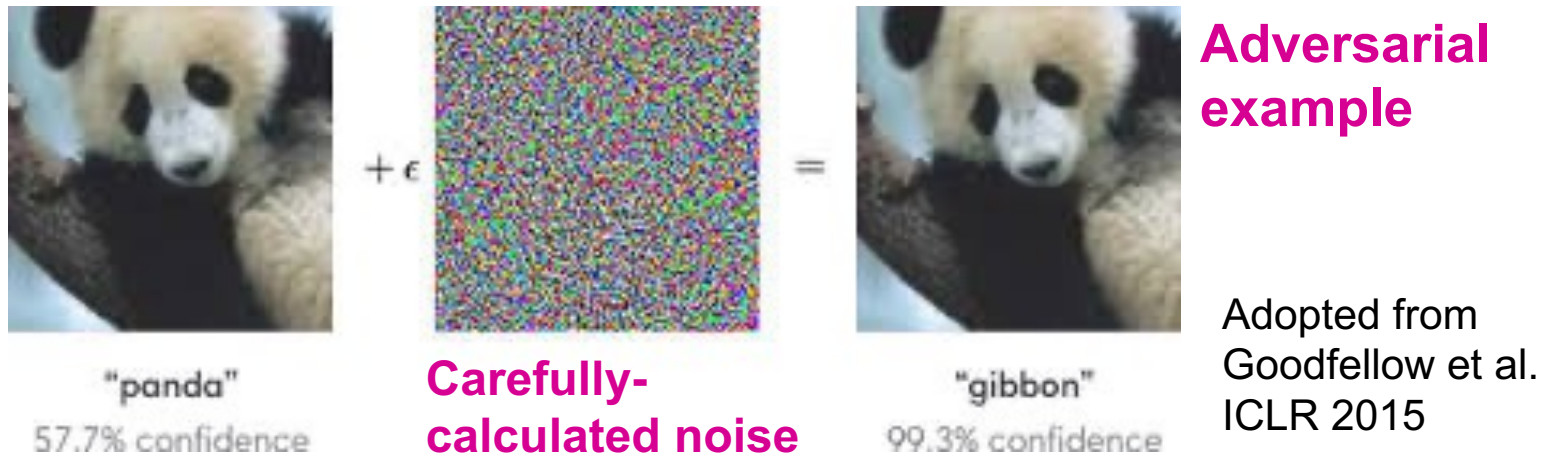 Adversarial
example
+ ϵ
=
"panda"
57.7% confidence
Carefully-
calculated noise
"gibbon"
99.3% confidence
Adopted from
Goodfellow et al.
ICLR 2015